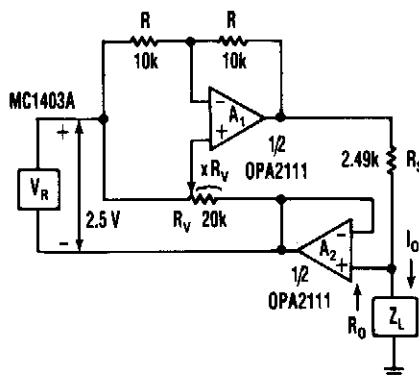 R R
10k 10k
MC1403A
− A1 +
1/2
OPA2111
2.49k RS
+
VR
−
2.5 V
xRV
RV 20k
− A2 +
1/2
OPA2111
RO
IO
ZL